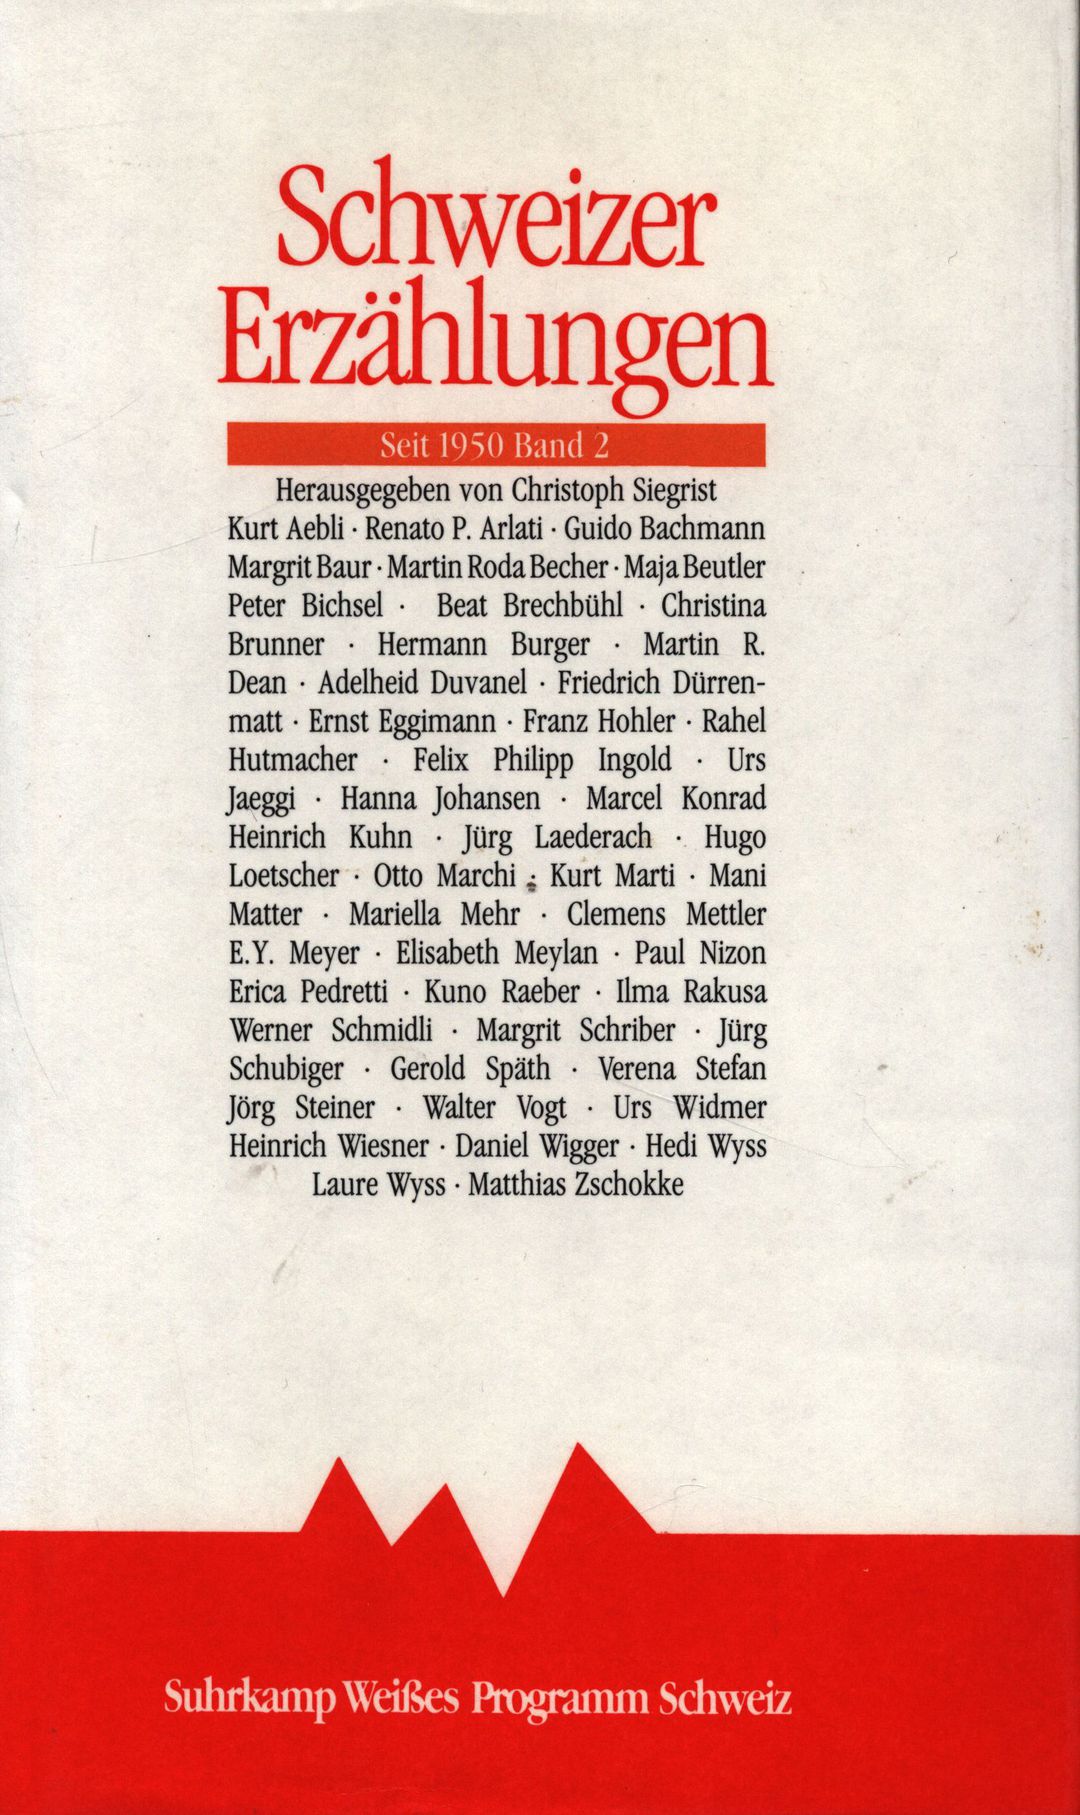 Schweizer
Erzählungen
Seit 1950 Band 2
Herausgegeben von Christoph Siegrist
Kurt Aebli · Renato P. Arlati · Guido Bachmann
Margrit Baur · Martin Roda Becher · Maja Beutler
Peter Bichsel · Beat Brechbühl · Christina
Brunner · Hermann Burger · Martin R.
Dean · Adelheid Duvanel · Friedrich Dürren-
matt · Ernst Eggimann · Franz Hohler · Rahel
Hutmacher · Felix Philipp Ingold · Urs
Jaeggi · Hanna Johansen · Marcel Konrad
Heinrich Kuhn · Jürg Laederach · Hugo
Loetscher · Otto Marchi · Kurt Marti · Mani
Matter · Mariella Mehr · Clemens Mettler
E.Y. Meyer · Elisabeth Meylan · Paul Nizon
Erica Pedretti · Kuno Raeber · Ilma Rakusa
Werner Schmidli · Margrit Schriber · Jürg
Schubiger · Gerold Späth · Verena Stefan
Jörg Steiner · Walter Vogt · Urs Widmer
Heinrich Wiesner · Daniel Wigger · Hedi Wyss
Laure Wyss · Matthias Zschokke
Suhrkamp Weißes Programm Schweiz